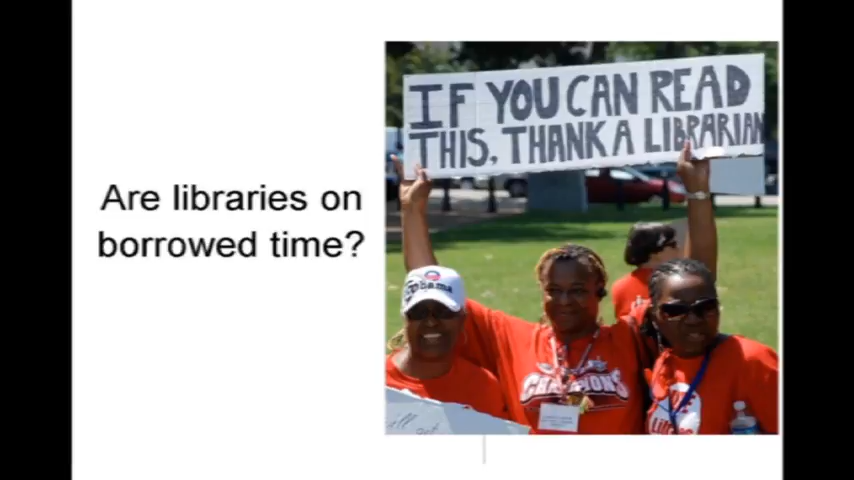 Are libraries on
borrowed time?
IF YOU CAN READ
THIS, THANK A LIBRARIAN
Obama
CHAMPIONS